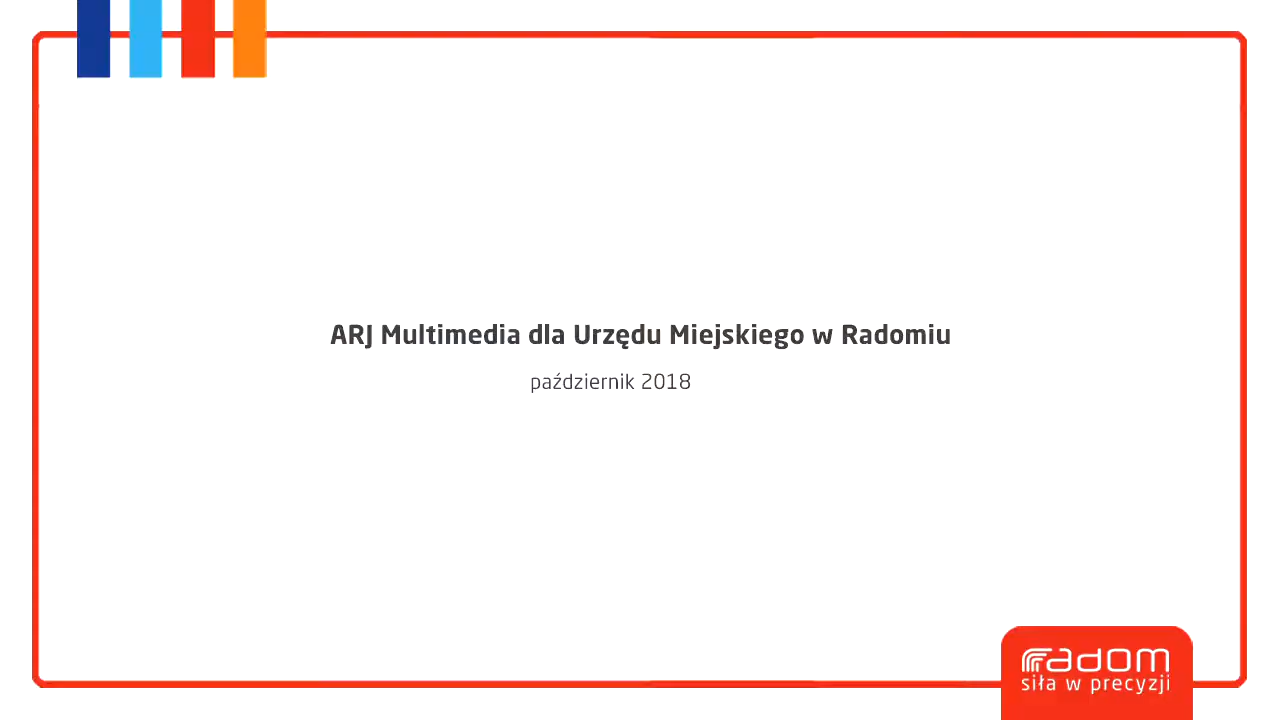 ARJ Multimedia dla Urzędu Miejskiego w Radomiu
październik 2018
radom
siła w precyzji